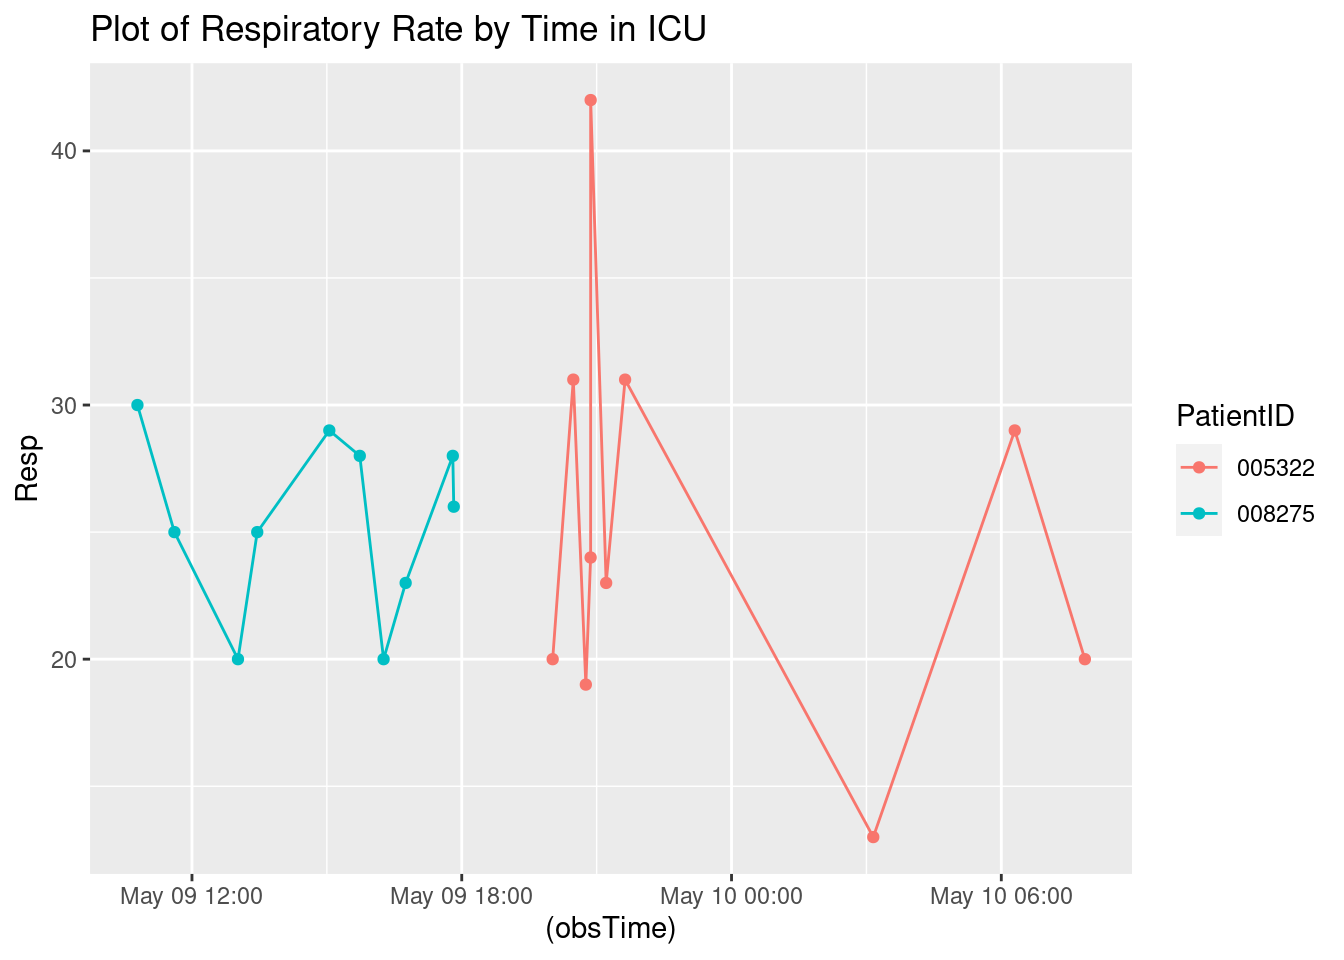 Plot of Respiratory Rate by Time in ICU
40
30
20
Resp
May 09 12:00
May 09 18:00
May 10 00:00
May 10 06:00
(obsTime)
PatientID
005322
008275